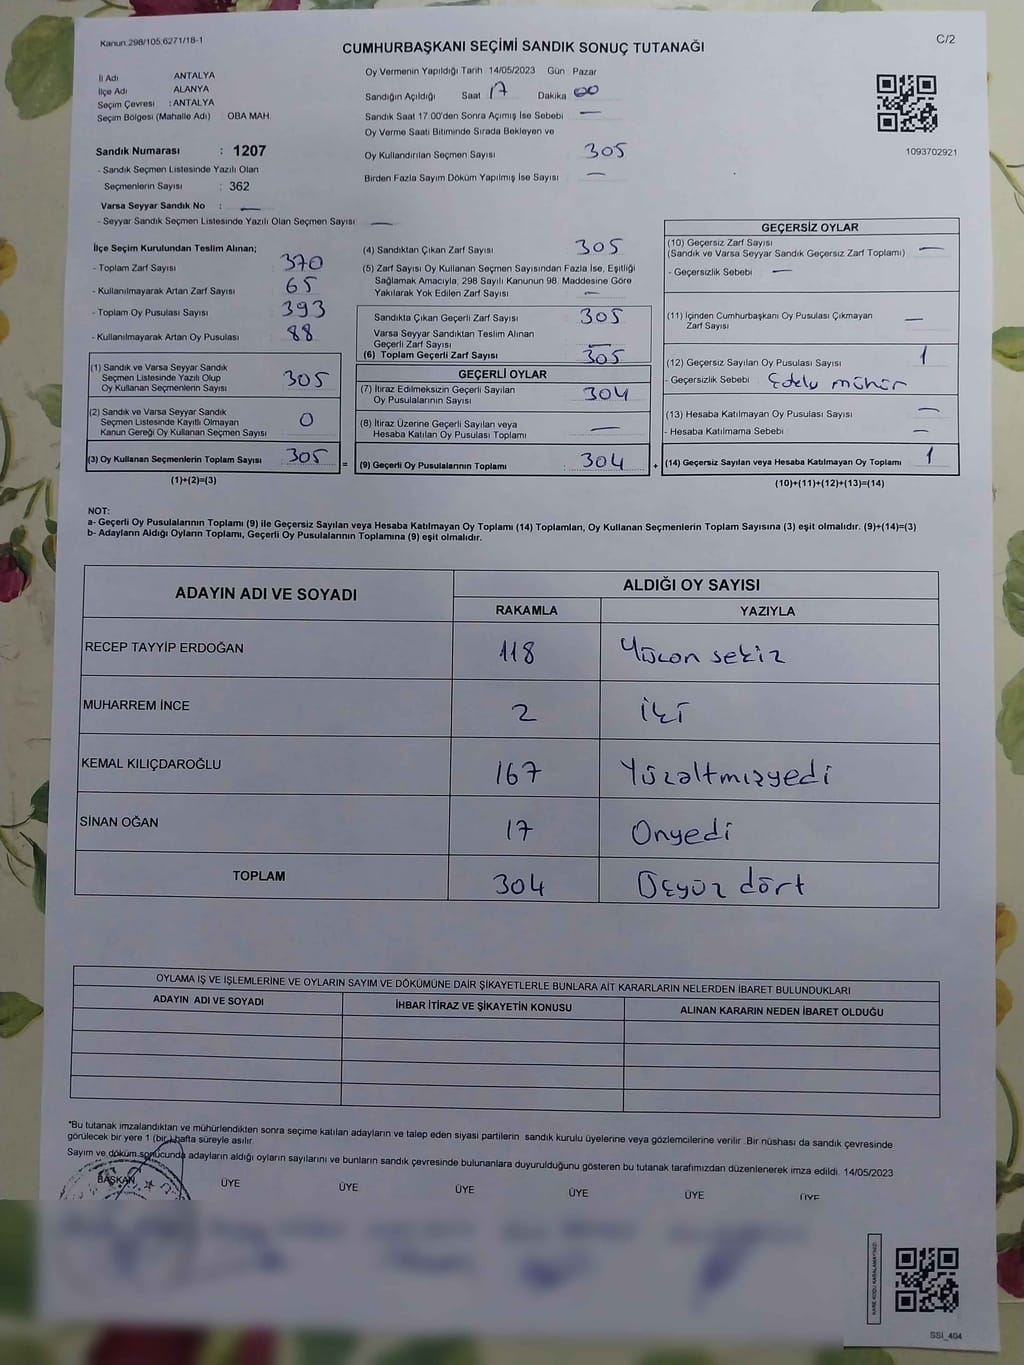 Kanun:298/105;6271/18-1
C/2
CUMHURBAŞKANI SEÇİMİ SANDIK SONUÇ TUTANAĞI
İl Adı ANTALYA
İlçe Adı ALANYA
Seçim Çevresi : ANTALYA
Seçim Bölgesi (Mahalle Adı) : OBA MAH
Oy Vermenin Yapıldığı Tarih 14/05/2023 Gün Pazar
Sandığın Açıldığı Saat 17 Dakika 00
Sandık Saat 17:00'den Sonra Açımış İse Sebebi —
Oy Verme Saati Bitiminde Sırada Bekleyen ve
Oy Kullandırılan Seçmen Sayısı 305
Birden Fazla Sayım Döküm Yapılmış İse Sayısı —
1093702921
Sandık Numarası : 1207
- Sandık Seçmen Listesinde Yazılı Olan
Seçmenlerin Sayısı : 362
Varsa Seyyar Sandık No : —
- Seyyar Sandık Seçmen Listesinde Yazılı Olan Seçmen Sayısı —
İlçe Seçim Kurulundan Teslim Alınan;
- Toplam Zarf Sayısı 370
- Kullanılmayarak Artan Zarf Sayısı 65
- Toplam Oy Pusulası Sayısı 393
- Kullanılmayarak Artan Oy Pusulası 88
(1) Sandık ve Varsa Seyyar Sandık
Seçmen Listesinde Yazılı Olup
Oy Kullanan Seçmenlerin Sayısı 305
(2) Sandık ve Varsa Seyyar Sandık
Seçmen Listesinde Kayıtlı Olmayan
Kanun Gereği Oy Kullanan Seçmen Sayısı 0
(3) Oy Kullanan Seçmenlerin Toplam Sayısı 305
(1)+(2)=(3)
(4) Sandıktan Çıkan Zarf Sayısı 305
(5) Zarf Sayısı Oy Kullanan Seçmen Sayısından Fazla İse, Eşitliği
Sağlamak Amacıyla; 298 Sayılı Kanunun 98. Maddesine Göre
Yakılarak Yok Edilen Zarf Sayısı —
Sandıkta Çıkan Geçerli Zarf Sayısı 305
Varsa Seyyar Sandıktan Teslim Alınan
Geçerli Zarf Sayısı —
(6) Toplam Geçerli Zarf Sayısı 305
GEÇERLİ OYLAR
(7) İtiraz Edilmeksizin Geçerli Sayılan
Oy Pusulalarının Sayısı 304
(8) İtiraz Üzerine Geçerli Sayılan veya
Hesaba Katılan Oy Pusulası Toplamı —
= (9) Geçerli Oy Pusulalarının Toplamı : 304
GEÇERSİZ OYLAR
(10) Geçersiz Zarf Sayısı
(Sandık ve Varsa Seyyar Sandık Geçersiz Zarf Toplamı) —
- Geçersizlik Sebebi —
(11) İçinden Cumhurbaşkanı Oy Pusulası Çıkmayan
Zarf Sayısı —
(12) Geçersiz Sayılan Oy Pusulası Sayısı 1
- Geçersizlik Sebebi mühür
(13) Hesaba Katılmayan Oy Pusulası Sayısı —
- Hesaba Katılmama Sebebi —
+ (14) Geçersiz Sayılan veya Hesaba Katılmayan Oy Toplamı 1
(10)+(11)+(12)+(13)=(14)
NOT:
a- Geçerli Oy Pusulalarının Toplamı (9) ile Geçersiz Sayılan veya Hesaba Katılmayan Oy Toplamı (14) Toplamları, Oy Kullanan Seçmenlerin Toplam Sayısına (3) eşit olmalıdır. (9)+(14)=(3)
b- Adayların Aldığı Oyların Toplamı, Geçerli Oy Pusulalarının Toplamına (9) eşit olmalıdır.
ADAYIN ADI VE SOYADI
ALDIĞI OY SAYISI
RAKAMLA YAZIYLA
RECEP TAYYİP ERDOĞAN 118 Yüzon sekiz
MUHARREM İNCE 2 İki
KEMAL KILIÇDAROĞLU 167 Yüzaltmışyedi
SİNAN OĞAN 17 Onyedi
TOPLAM 304 Üçyüz dört
OYLAMA İŞ VE İŞLEMLERİNE VE OYLARIN SAYIM VE DÖKÜMÜNE DAİR ŞİKAYETLERLE BUNLARA AİT KARARLARIN NELERDEN İBARET BULUNDUKLARI
ADAYIN ADI VE SOYADI İHBAR İTİRAZ VE ŞİKAYETİN KONUSU ALINAN KARARIN NEDEN İBARET OLDUĞU
*Bu tutanak imzalandıktan ve mühürlendikten sonra seçime katılan adayların ve talep eden siyasi partilerin sandık kurulu üyelerine veya gözlemcilerine verilir. Bir nüshası da sandık çevresinde
görülecek bir yere 1 (bir ) hafta süreyle asılır.
Sayım ve döküm sonucunda adayların aldığı oyların sayılarını ve bunların sandık çevresinde bulunanlara duyurulduğunu gösteren bu tutanak tarafımızdan düzenlenerek imza edildi. 14/05/2023
BAŞKAN ÜYE ÜYE ÜYE ÜYE ÜYE ÜYE
KARE KODU KARALAMAYINIZ!
SSİ_404